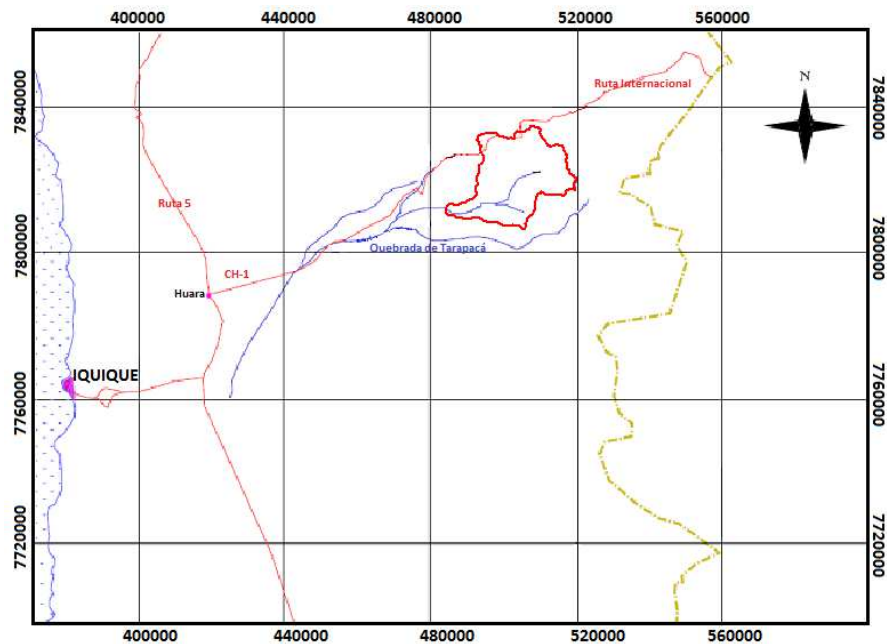 400000 440000 480000 520000 560000
N
Ruta Internacional
7840000 7840000
Ruta 5
Quebrada de Tarapacá
7800000 7800000
CH-1
Huara
IQUIQUE
7760000 7760000
7720000 7720000
400000 4400000 480000 520000 560000